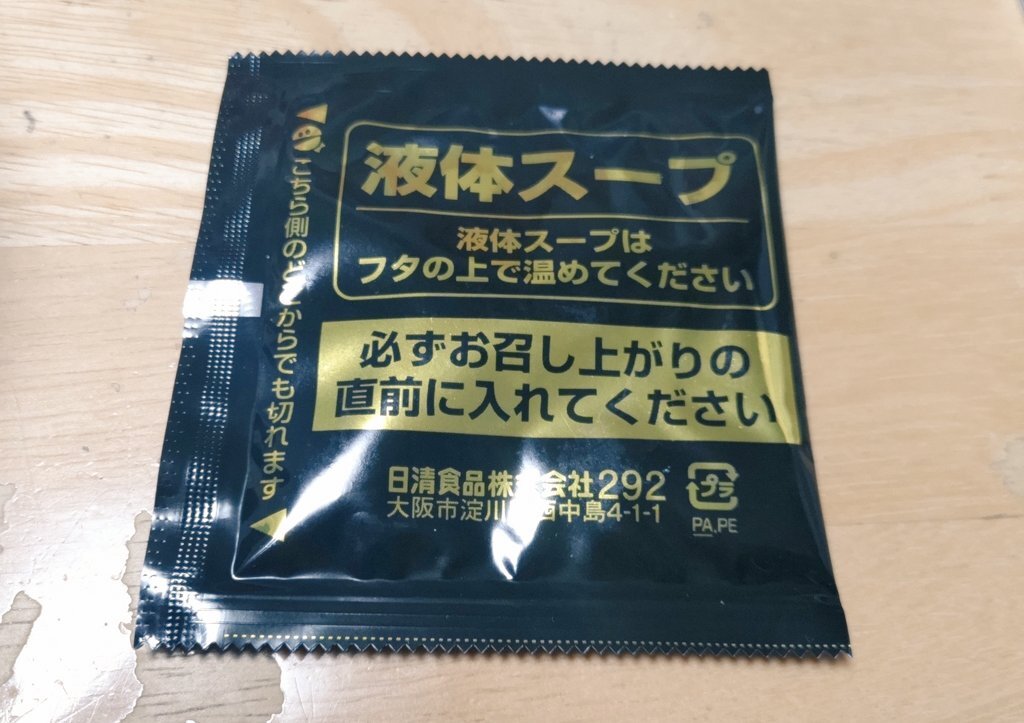 液体スープ
液体スープは
フタの上で温めてください
必ずお召し上がりの
直前に入れてください
日清食品株 会社292
大阪市淀川 西中島4-1-1
プラ
PA,PE
こちら側のど からでも切れます